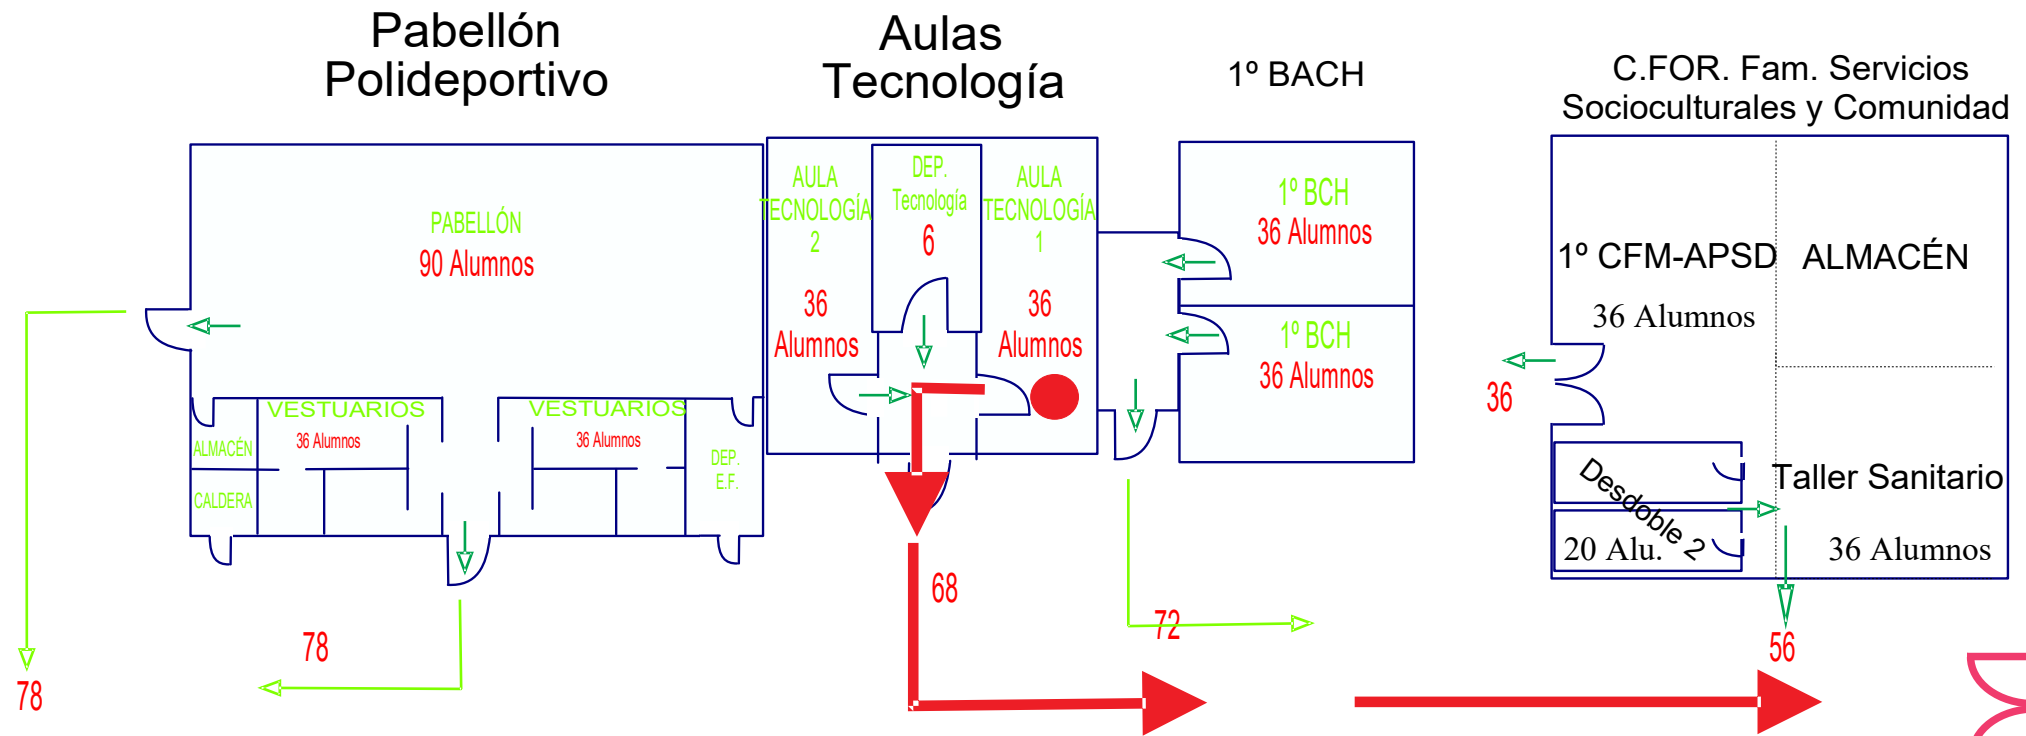 Pabellón
Polideportivo
Aulas
Tecnología
1º BACH
C.FOR. Fam. Servicios
Socioculturales y Comunidad
PABELLÓN
90 Alumnos
VESTUARIOS
36 Alumnos
VESTUARIOS
36 Alumnos
ALMACÉN
CALDERA
DEP.
E.F.
AULA
TECNOLOGÍA
2
36
Alumnos
DEP.
Tecnología
6
AULA
TECNOLOGÍA
1
36
Alumnos
1º BCH
36 Alumnos
1º BCH
36 Alumnos
1º CFM-APSD
36 Alumnos
ALMACÉN
36
Desdoble 2
20 Alu.
Taller Sanitario
36 Alumnos
78
78
68
72
56